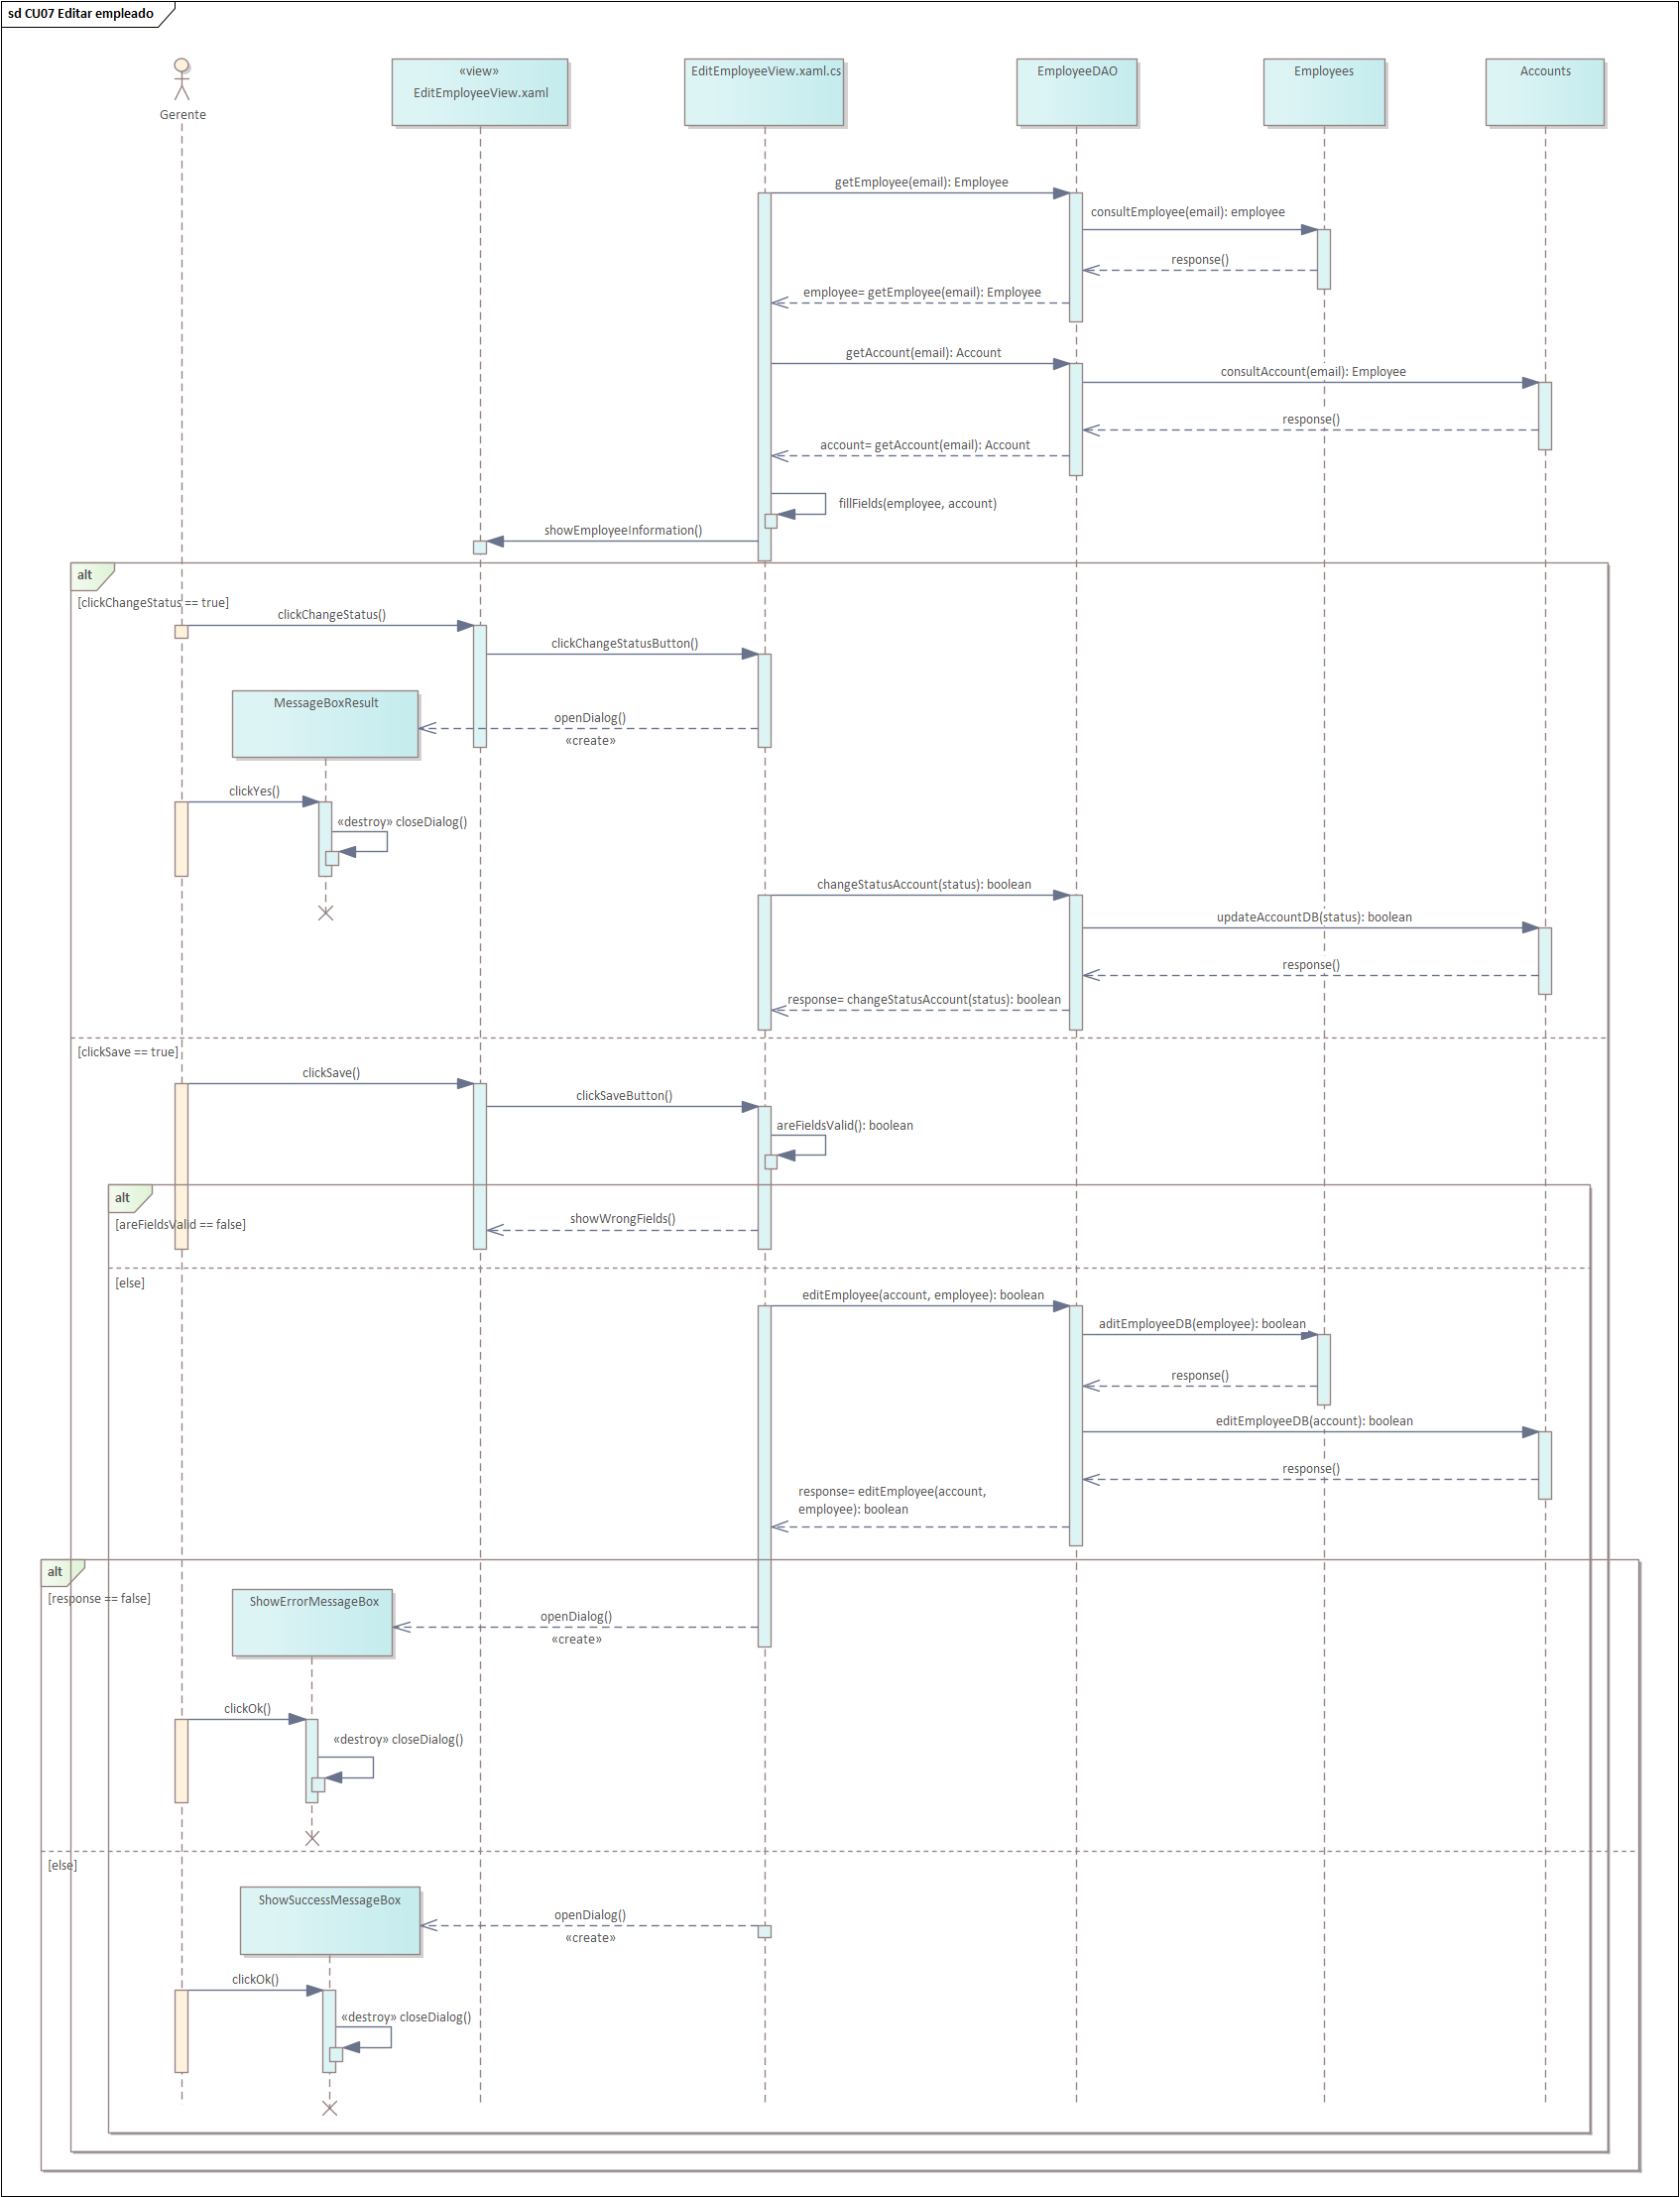 sd CU07 Editar empleado
Gerente
«view»
EditEmployeeView.xaml
EditEmployeeView.xaml.cs
EmployeeDAO
Employees
Accounts
getEmployee(email): Employee
consultEmployee(email): employee
response()
employee= getEmployee(email): Employee
getAccount(email): Account
consultAccount(email): Employee
response()
account= getAccount(email): Account
fillFields(employee, account)
showEmployeeInformation()
alt
[clickChangeStatus == true]
clickChangeStatus()
clickChangeStatusButton()
MessageBoxResult
openDialog()
«create»
clickYes()
«destroy» closeDialog()
changeStatusAccount(status): boolean
updateAccountDB(status): boolean
response()
response= changeStatusAccount(status): boolean
[clickSave == true]
clickSave()
clickSaveButton()
areFieldsValid(): boolean
alt
[areFieldsValid == false]
showWrongFields()
[else]
editEmployee(account, employee): boolean
aditEmployeeDB(employee): boolean
response()
editEmployeeDB(account): boolean
response()
response= editEmployee(account,
employee): boolean
alt
[response == false]
ShowErrorMessageBox
openDialog()
«create»
clickOk()
«destroy» closeDialog()
[else]
ShowSuccessMessageBox
openDialog()
«create»
clickOk()
«destroy» closeDialog()